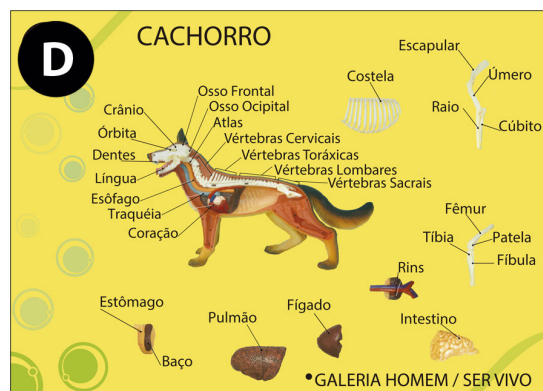 D
CACHORRO
Osso Frontal
Osso Ocipital
Atlas
Vértebras Cervicais
Vértebras Toráxicas
Vértebras Lombares
Vértebras Sacrais
Crânio
Órbita
Dentes
Língua
Esôfago
Traquéia
Coração
Costela
Escapular
Úmero
Raio
Cúbito
Fêmur
Tíbia
Patela
Fíbula
Rins
Estômago
Baço
Pulmão
Fígado
Intestino
•GALERIA HOMEM / SER VIVO